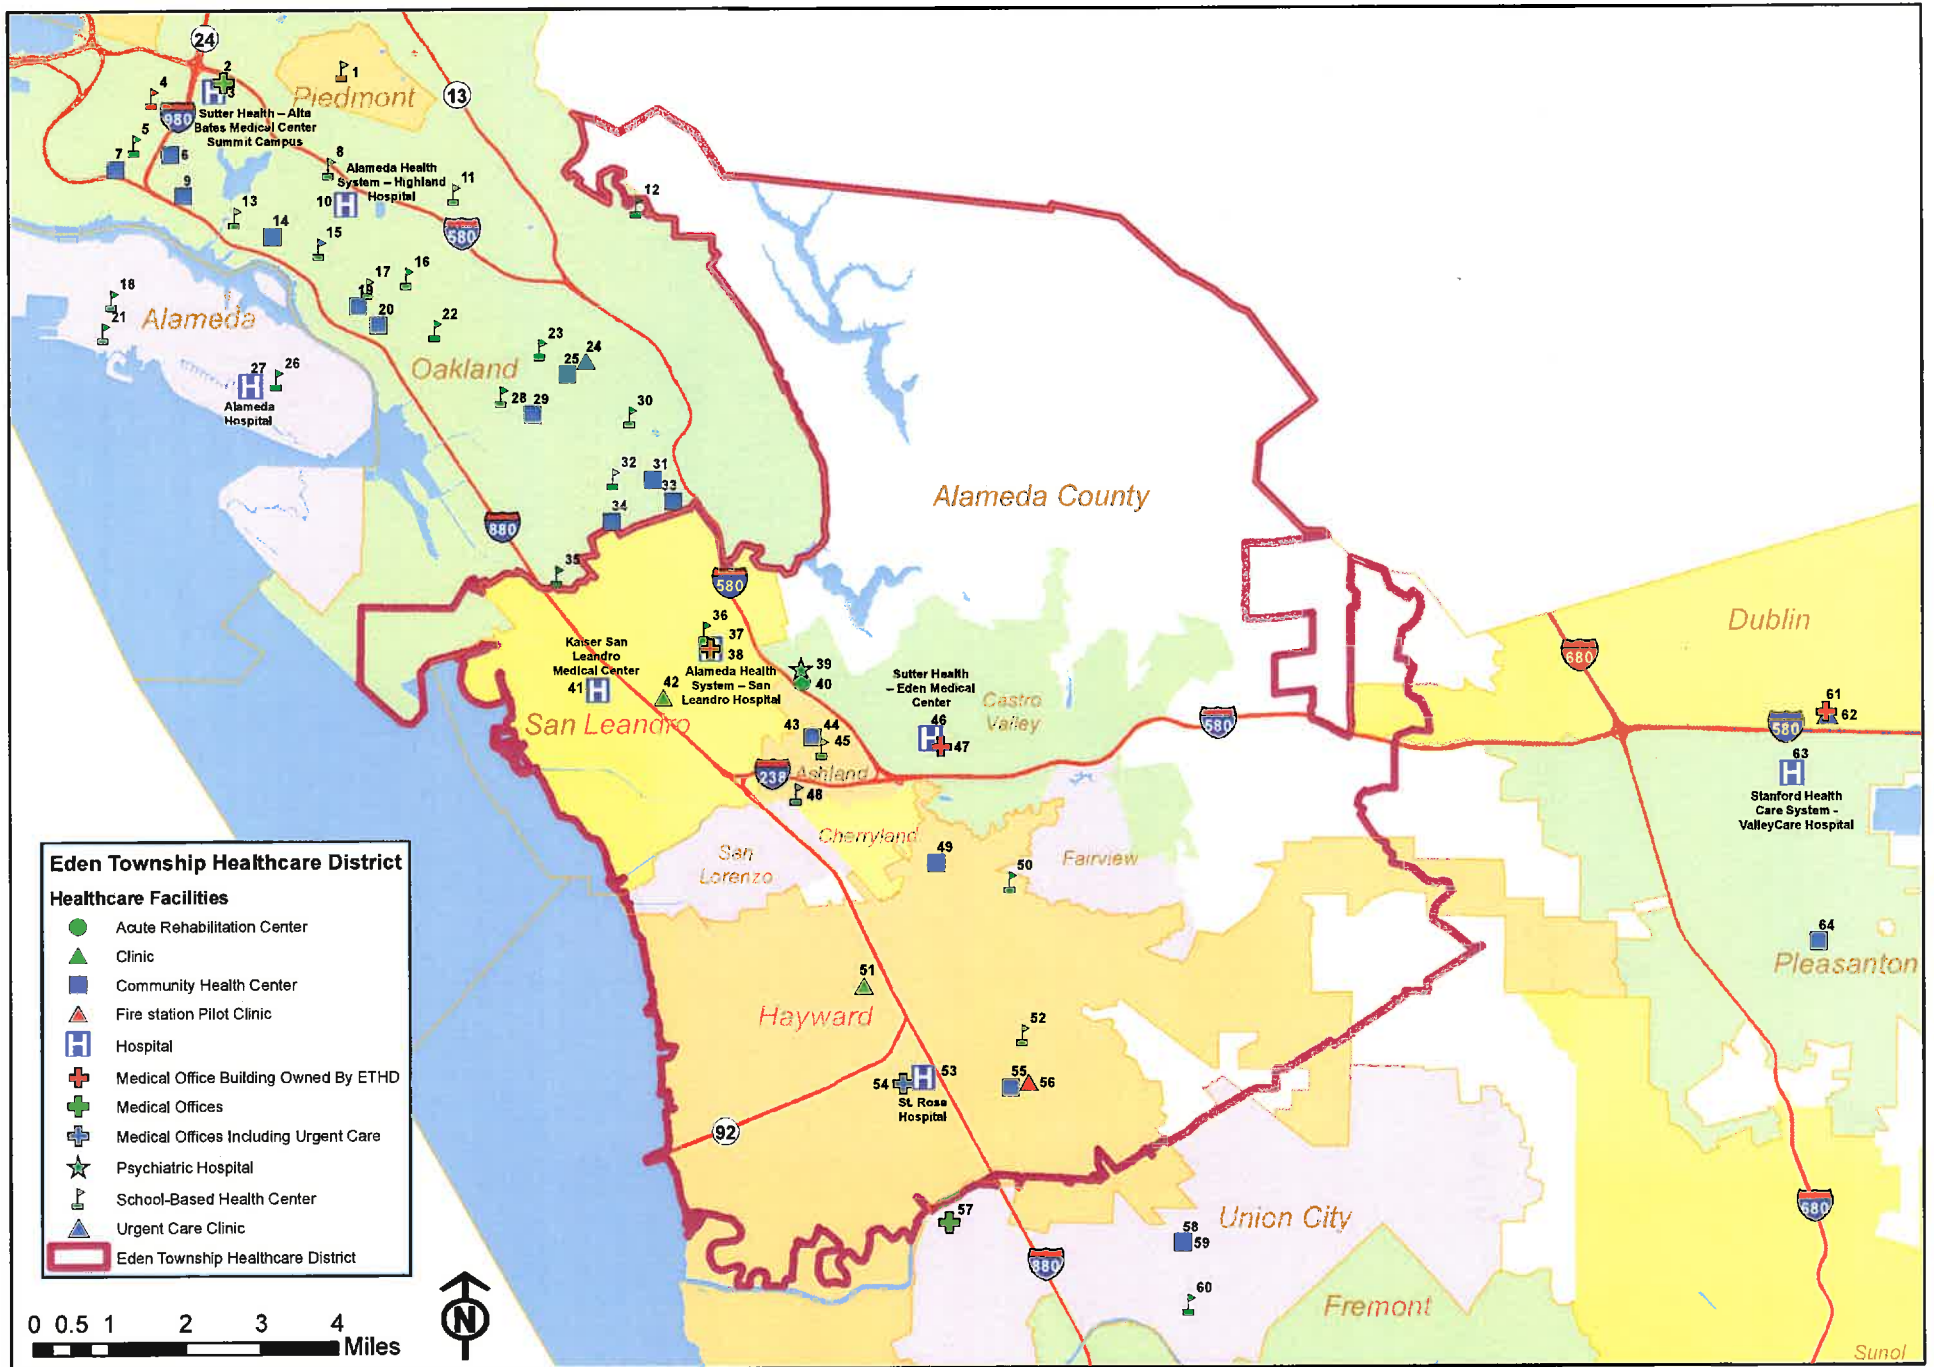 24
2
3
1
4
Piedmont
13
980
Sutter Health – Alta
Bates Medical Center
Summit Campus
5
7
6
8
Alameda Health
System – Highland
Hospital
11
9
10
12
13
14
580
15
17
16
18
19
20
21
Alameda
22
23
24
25
Oakland
27
26
Alameda
Hospital
28
29
30
32
31
33
34
Alameda County
880
35
580
36
37
38
Kaiser San
Leandro
Medical Center
41
42
Alameda Health
System – San
Leandro Hospital
39
40
Sutter Health
– Eden Medical
Center
46
47
Castro
Valley
San Leandro
43
44
45
580
238
Ashland
48
Dublin
680
61
62
580
63
Stanford Health
Care System -
ValleyCare Hospital
Cherryland
San
Lorenzo
49
50
Fairview
64
Pleasanton
51
Hayward
52
54
53
St. Rose
Hospital
55
56
92
57
Union City
58
59
880
60
Fremont
680
Sunol
Eden Township Healthcare District
Healthcare Facilities
Acute Rehabilitation Center
Clinic
Community Health Center
Fire station Pilot Clinic
Hospital
Medical Office Building Owned By ETHD
Medical Offices
Medical Offices Including Urgent Care
Psychiatric Hospital
School-Based Health Center
Urgent Care Clinic
Eden Township Healthcare District
0 0.5 1 2 3 4
Miles
N